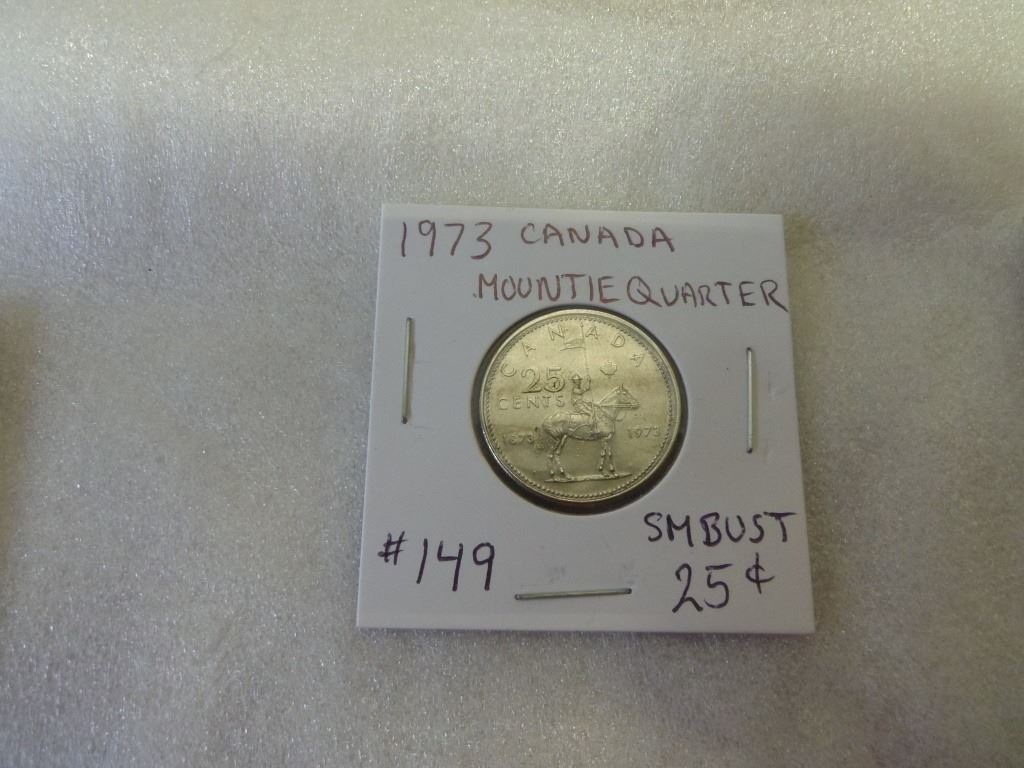 1973 CANADA
MOUNTIE QUARTER
CANADA
25
CENTS
1873 1973
#149
SMBUST
25¢